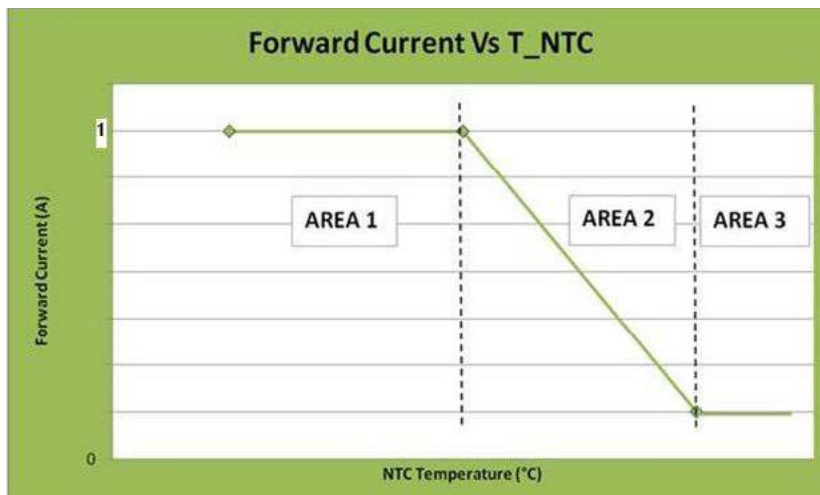 Forward Current Vs T_NTC
1
AREA 1
AREA 2
AREA 3
Forward Current (A)
0
NTC Temperature (°C)